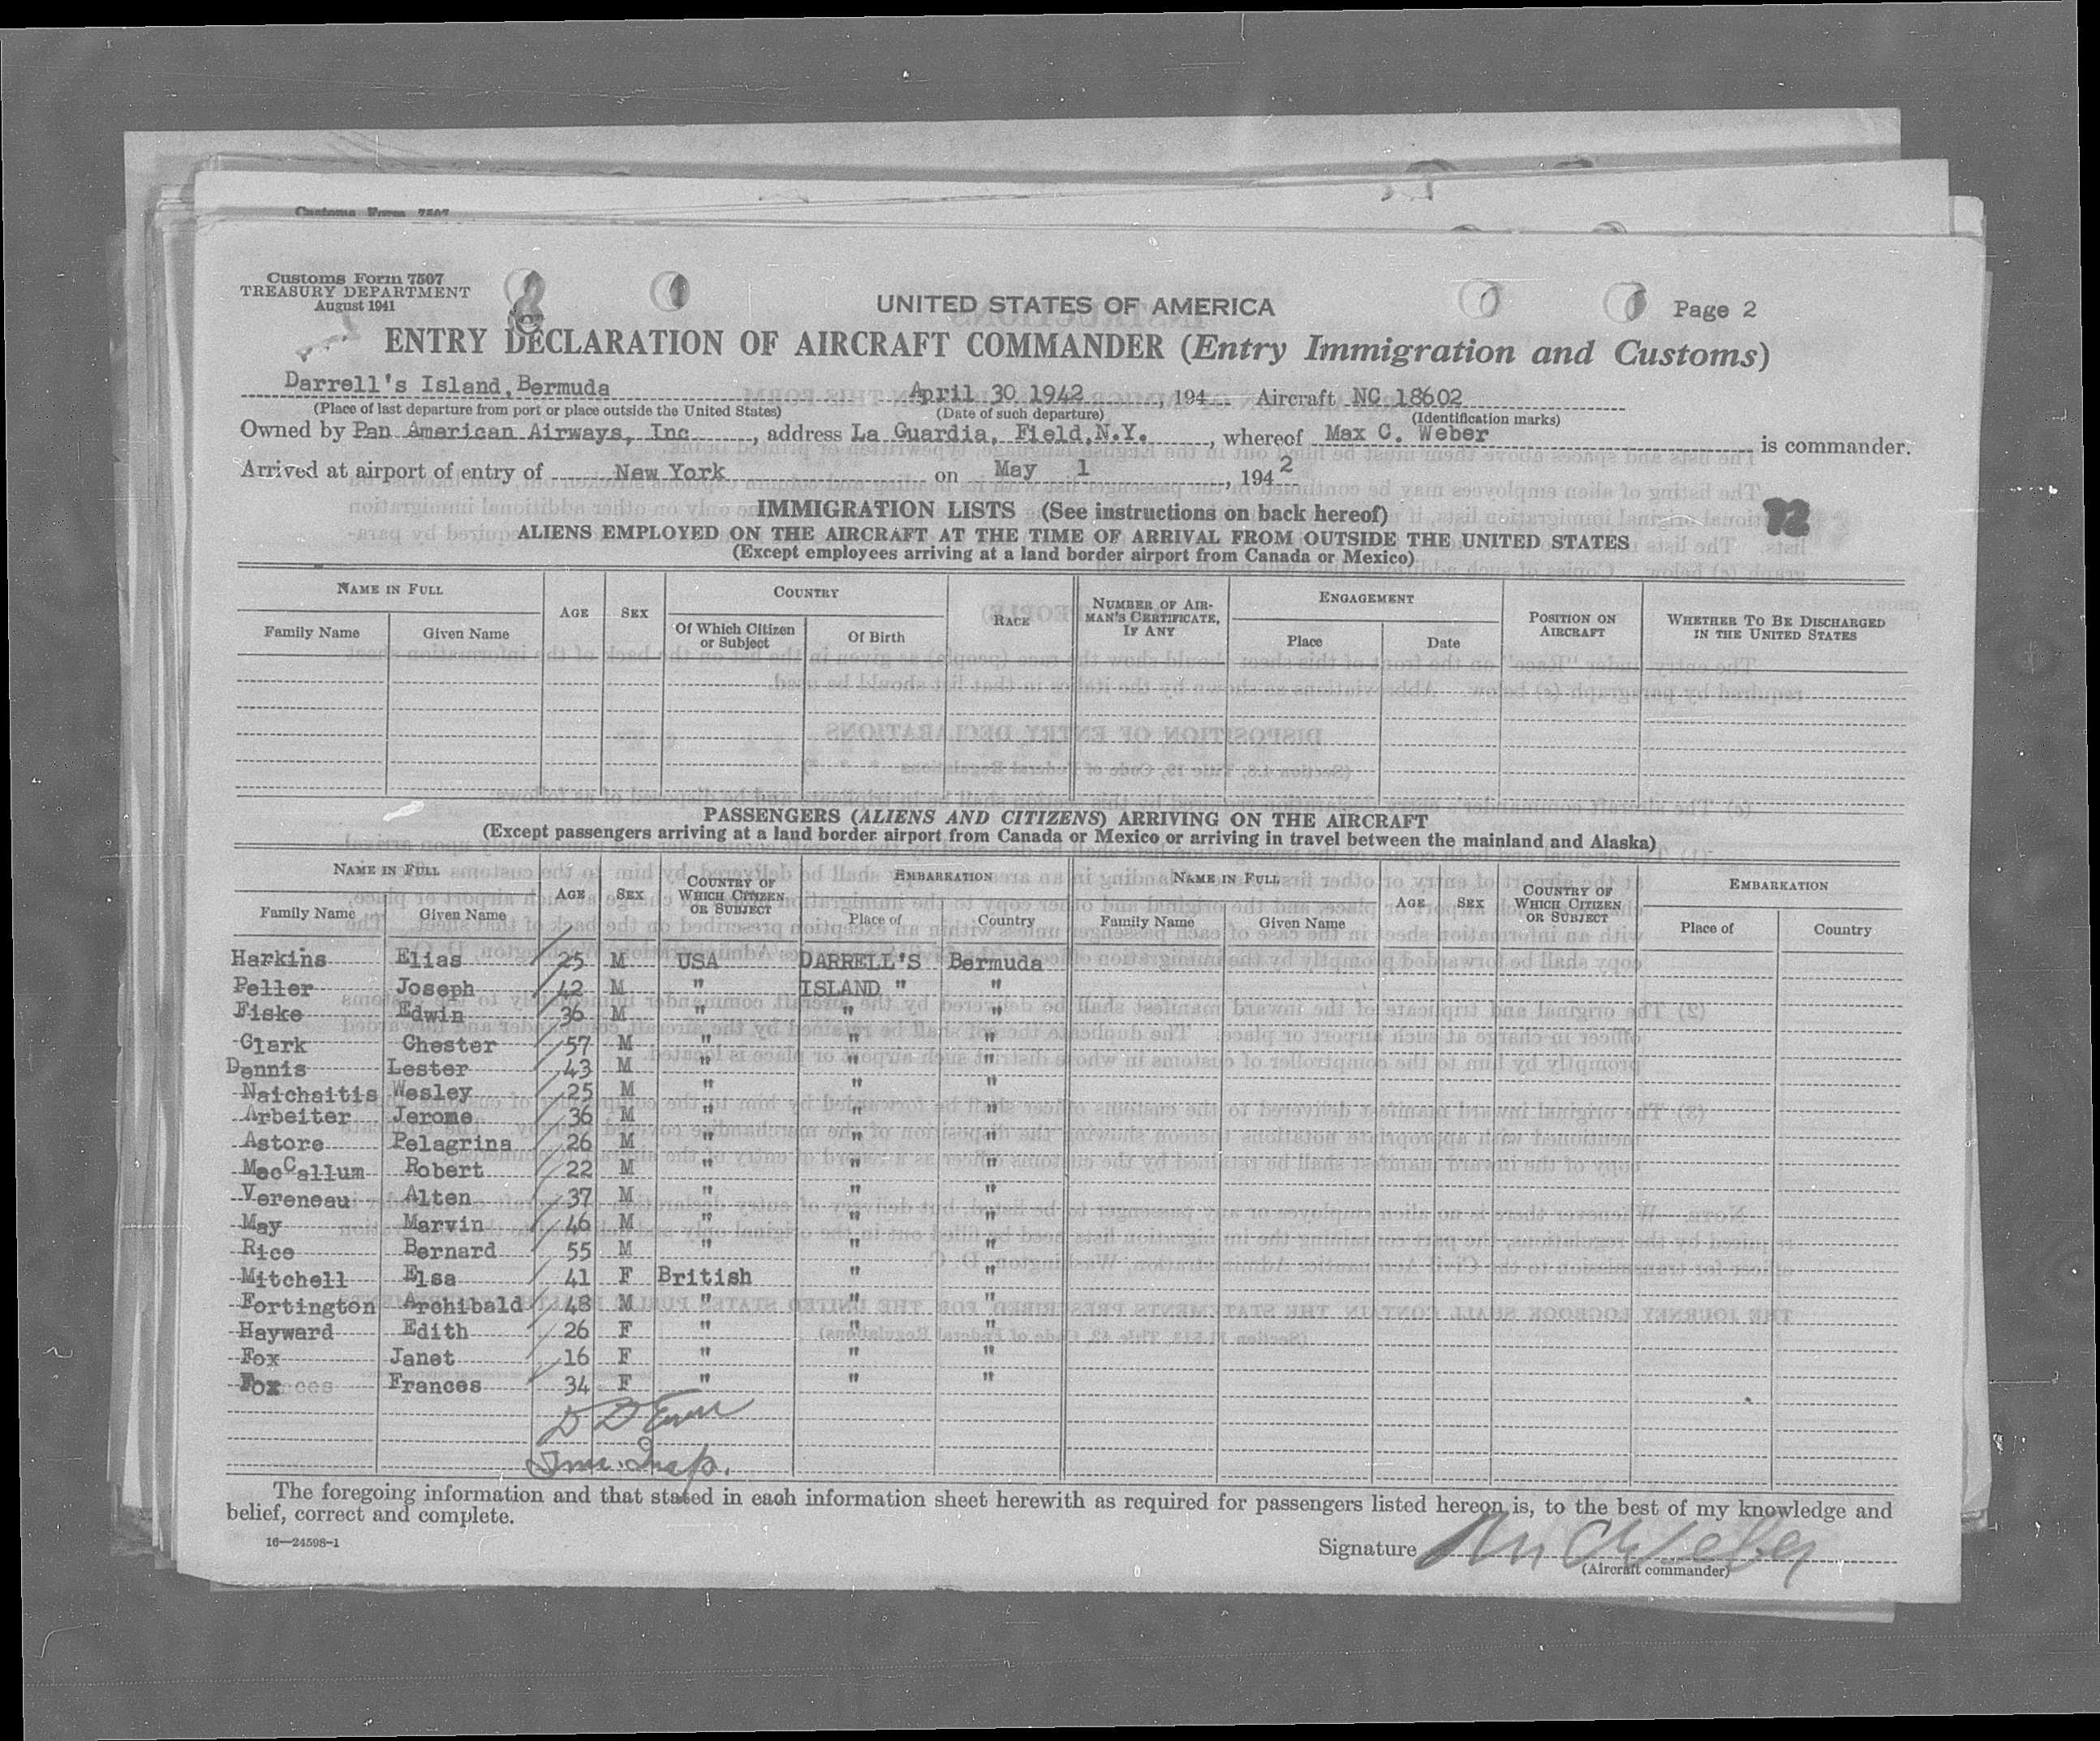 Customs Form 7507
Customs Form 7507
TREASURY DEPARTMENT
August 1941
UNITED STATES OF AMERICA
Page 2
ENTRY DECLARATION OF AIRCRAFT COMMANDER (Entry Immigration and Customs)
Darrell's Island, Bermuda April 30 1942, 194 Aircraft NC 18602
(Place of last departure from port or place outside the United States) (Date of such departure) (Identification marks)
Owned by Pan American Airways, Inc, address La Guardia, Field, N.Y., whereof Max C. Weber is commander.
Arrived at airport of entry of New York on May 1, 1942
IMMIGRATION LISTS (See instructions on back hereof)
72
ALIENS EMPLOYED ON THE AIRCRAFT AT THE TIME OF ARRIVAL FROM OUTSIDE THE UNITED STATES
(Except employees arriving at a land border airport from Canada or Mexico)
NAME IN FULL AGE SEX COUNTRY RACE NUMBER OF AIRMAN'S CERTIFICATE, IF ANY ENGAGEMENT POSITION ON AIRCRAFT WHETHER TO BE DISCHARGED IN THE UNITED STATES
Family Name Given Name Of Which Citizen or Subject Of Birth Place Date
PASSENGERS (ALIENS AND CITIZENS) ARRIVING ON THE AIRCRAFT
(Except passengers arriving at a land border airport from Canada or Mexico or arriving in travel between the mainland and Alaska)
NAME IN FULL AGE SEX COUNTRY OF WHICH CITIZEN OR SUBJECT EMBARKATION NAME IN FULL AGE SEX COUNTRY OF WHICH CITIZEN OR SUBJECT EMBARKATION
Family Name Given Name Place of Country Family Name Given Name Place of Country
Harkins Elias 25 M USA DARRELL'S Bermuda
Peller Joseph 42 M " ISLAND " "
Fiske Edwin 36 M " " "
Clark Chester 57 M " " "
Dennis Lester 43 M " " "
Naichaitis Wesley 25 M " " "
Arbeiter Jerome 36 M " " "
Astore Pelagrina 26 M " " "
MacCallum Robert 22 M " " "
Vereneau Alten 37 M " " "
May Marvin 46 M " " "
Rice Bernard 55 M " " "
Mitchell Elsa 41 F British " "
Fortington Archibald 48 M " " "
Hayward Edith 26 F " " "
Fox Janet 16 F " " "
Fox Frances 34 F " " "
Imm. Insp.
The foregoing information and that stated in each information sheet herewith as required for passengers listed hereon is, to the best of my knowledge and
belief, correct and complete.
16—24598-1
Signature M C Weber
(Aircraft commander)